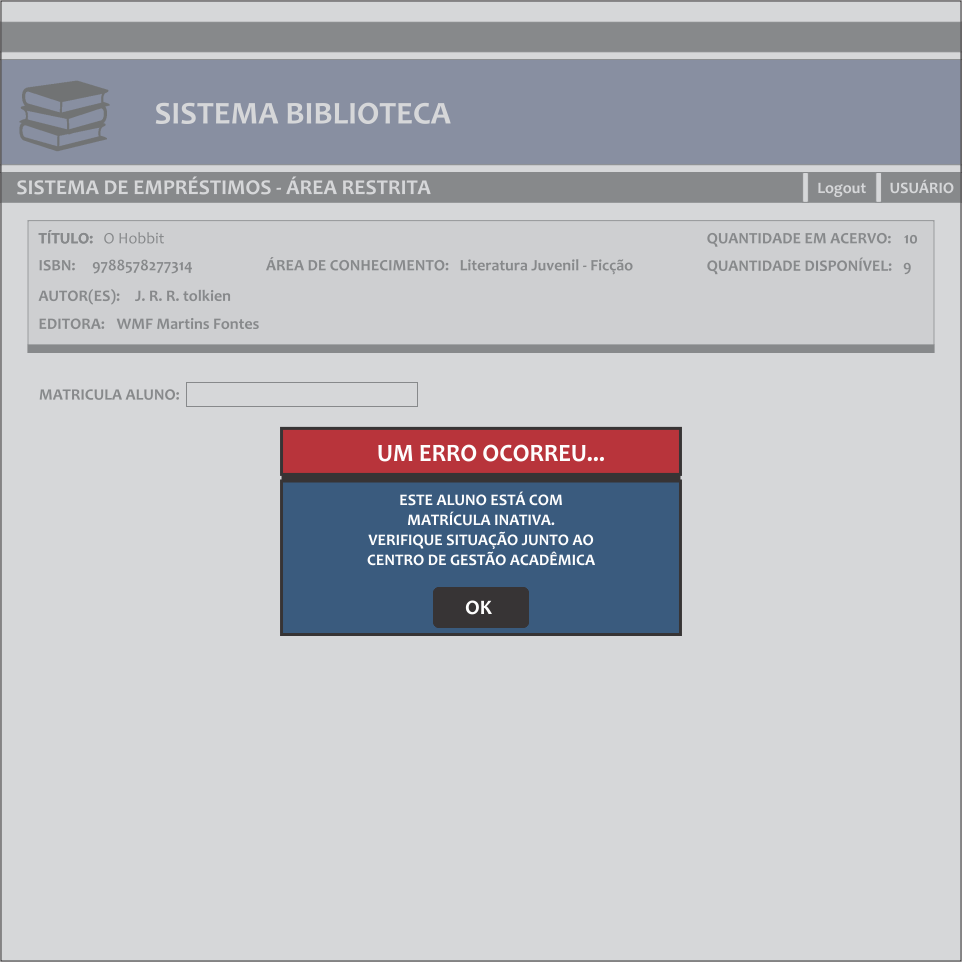 SISTEMA BIBLIOTECA
SISTEMA DE EMPRÉSTIMOS - ÁREA RESTRITA Logout USUÁRIO
TÍTULO: O Hobbit QUANTIDADE EM ACERVO: 10
ISBN: 9788578277314 ÁREA DE CONHECIMENTO: Literatura Juvenil - Ficção QUANTIDADE DISPONÍVEL: 9
AUTOR(ES): J. R. R. tolkien
EDITORA: WMF Martins Fontes
MATRICULA ALUNO:
UM ERRO OCORREU...
ESTE ALUNO ESTÁ COM
MATRÍCULA INATIVA.
VERIFIQUE SITUAÇÃO JUNTO AO
CENTRO DE GESTÃO ACADÊMICA
OK